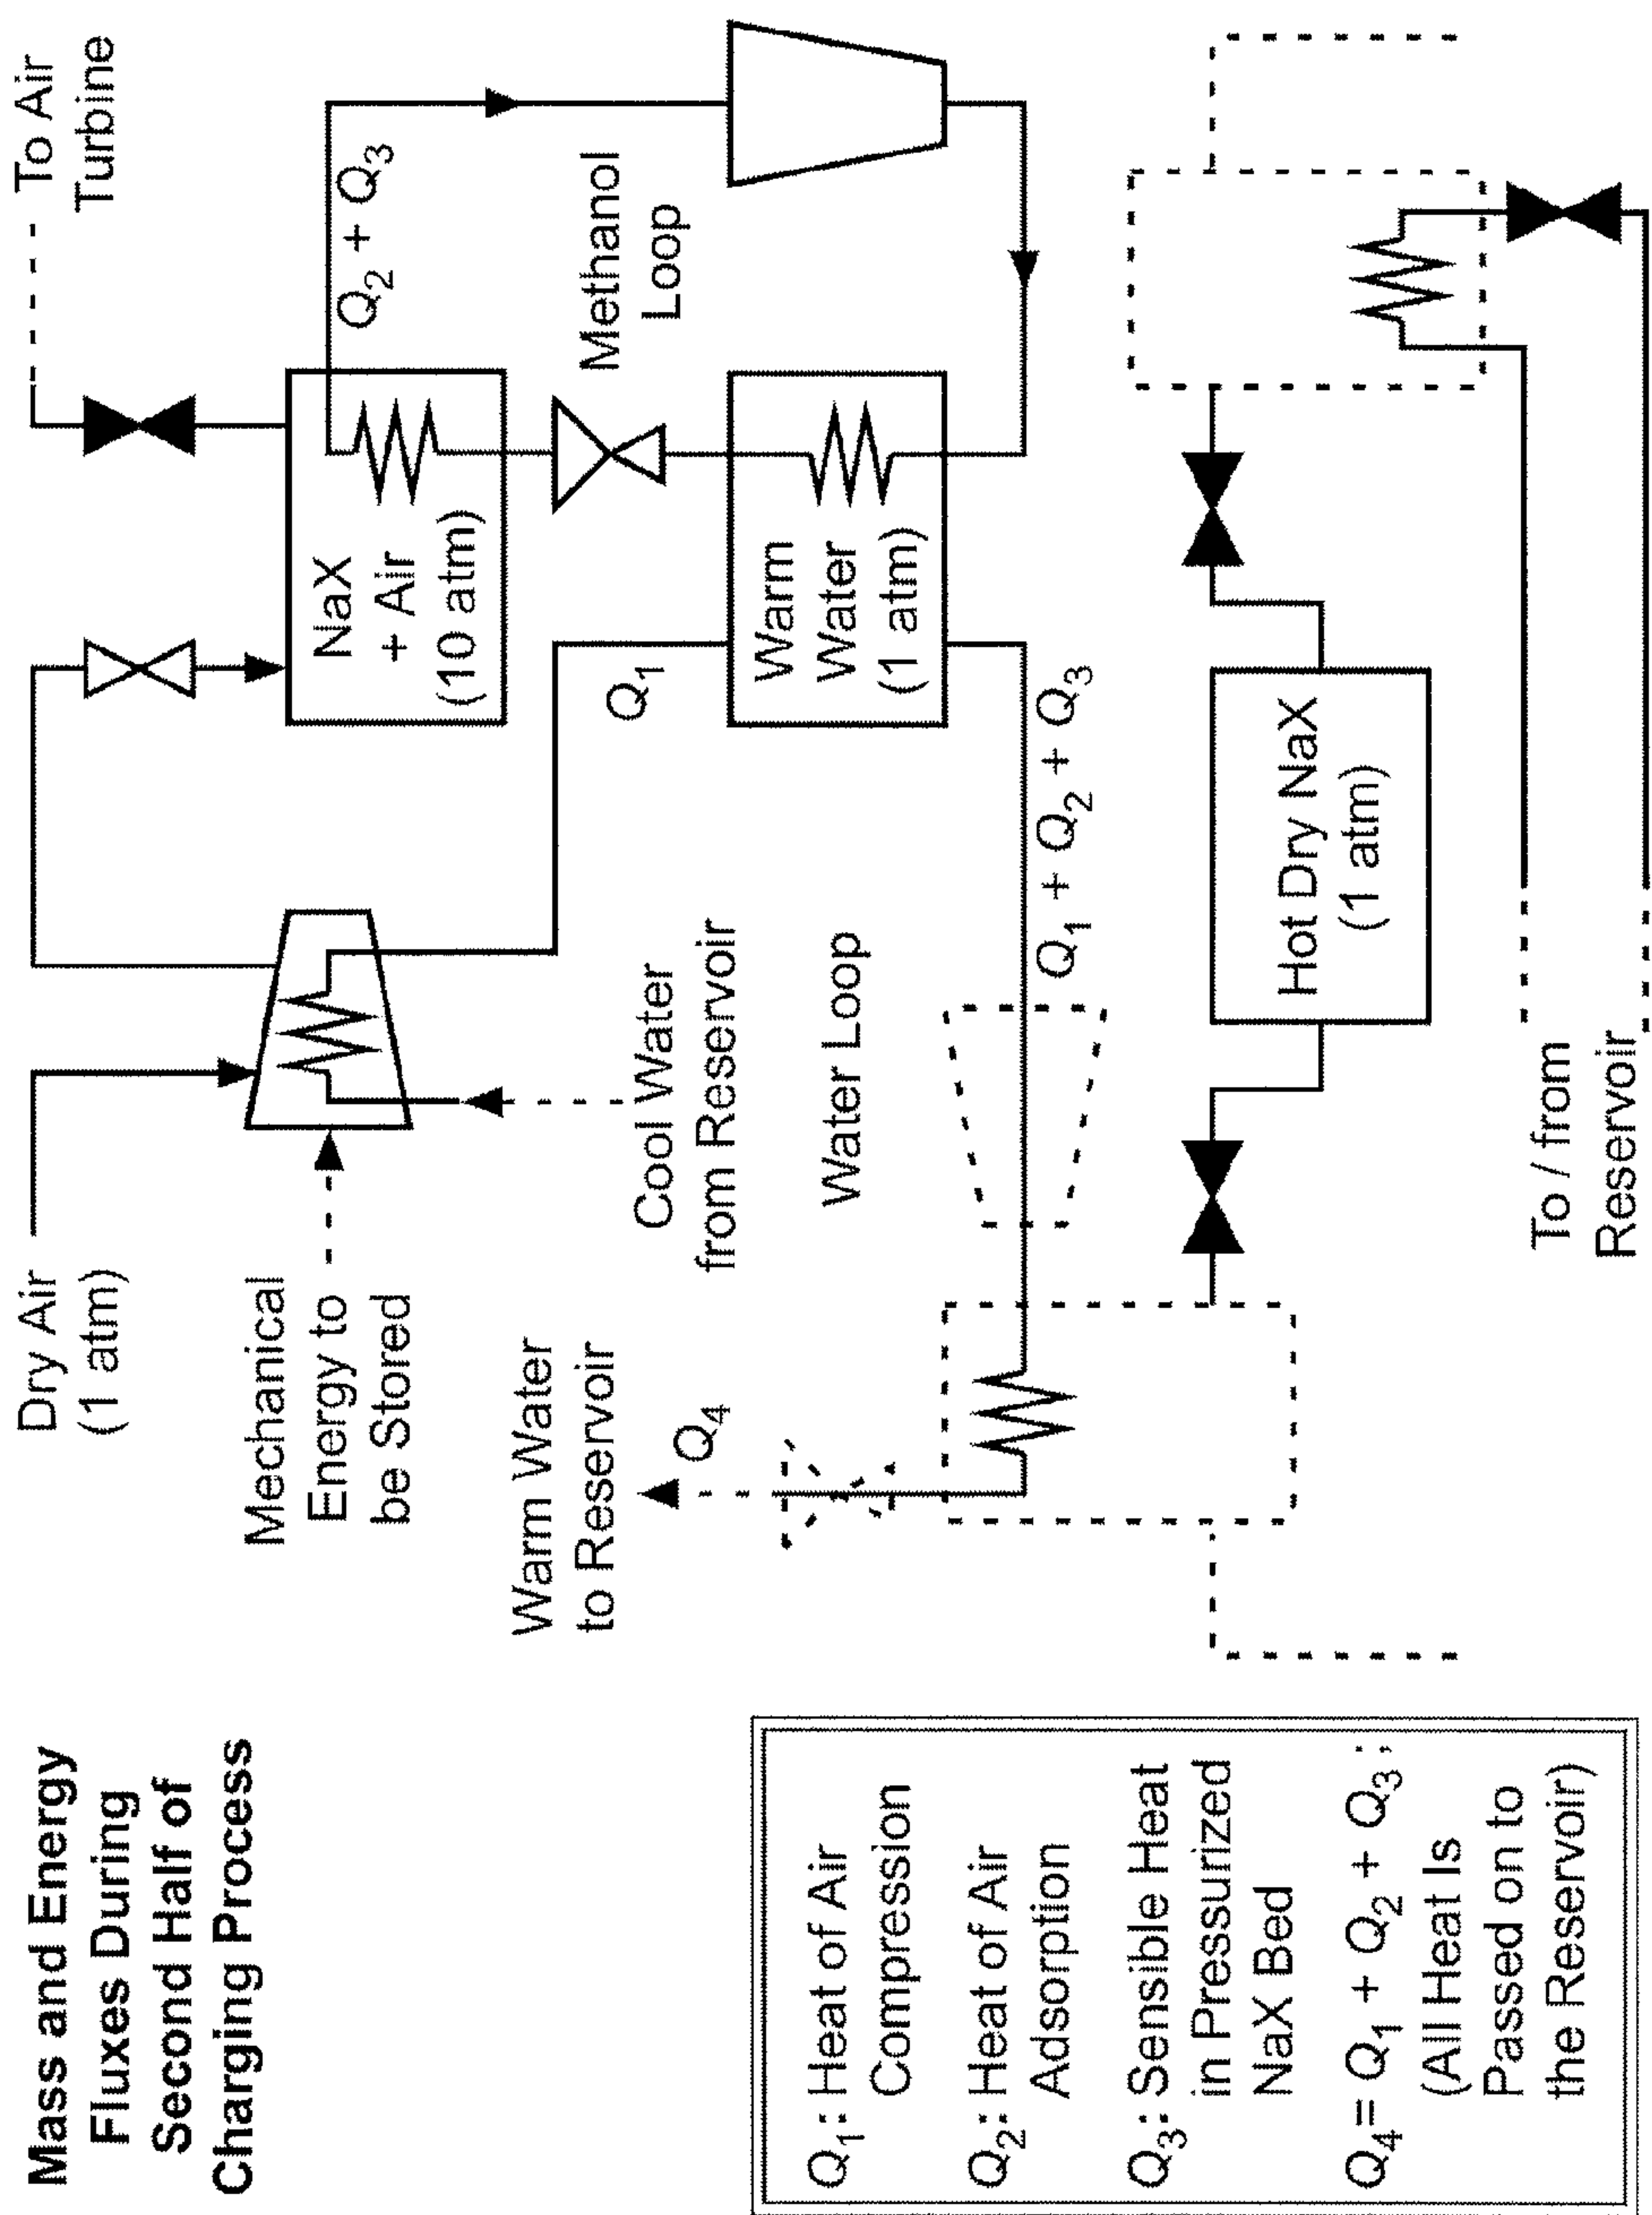 Mass and Energy
Fluxes During
Second Half of
Charging Process
Dry Air
(1 atm)
To Air
Turbine
Mechanical
Energy to
be Stored
NaX
+ Air
(10 atm)
Q2 + Q3
Methanol
Loop
Warm Water
to Reservoir
Q4
Cool Water
from Reservoir
Q1
Warm
Water
(1 atm)
Water Loop
Q1 + Q2 + Q3
Hot Dry NaX
(1 atm)
To / from
Reservoir
Q1: Heat of Air
Compression
Q2: Heat of Air
Adsorption
Q3: Sensible Heat
in Pressurized
NaX Bed
Q4 = Q1 + Q2 + Q3;
(All Heat Is
Passed on to
the Reservoir)